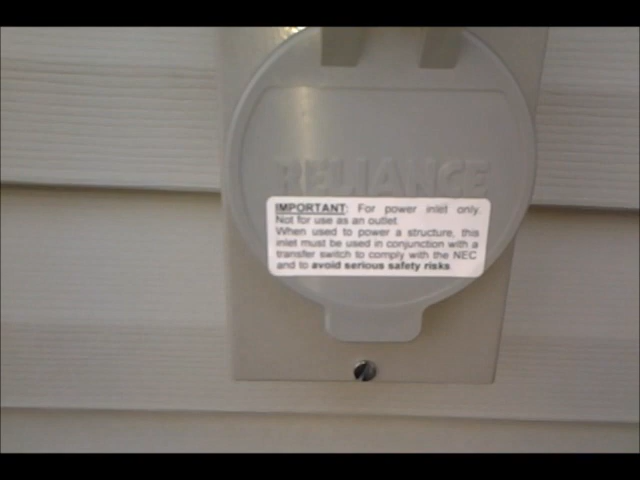 RELIANCE
IMPORTANT: For power inlet only.
Not for use as an outlet.
When used to power a structure, this
inlet must be used in conjunction with a
transfer switch to comply with the NEC
and to avoid serious safety risks.